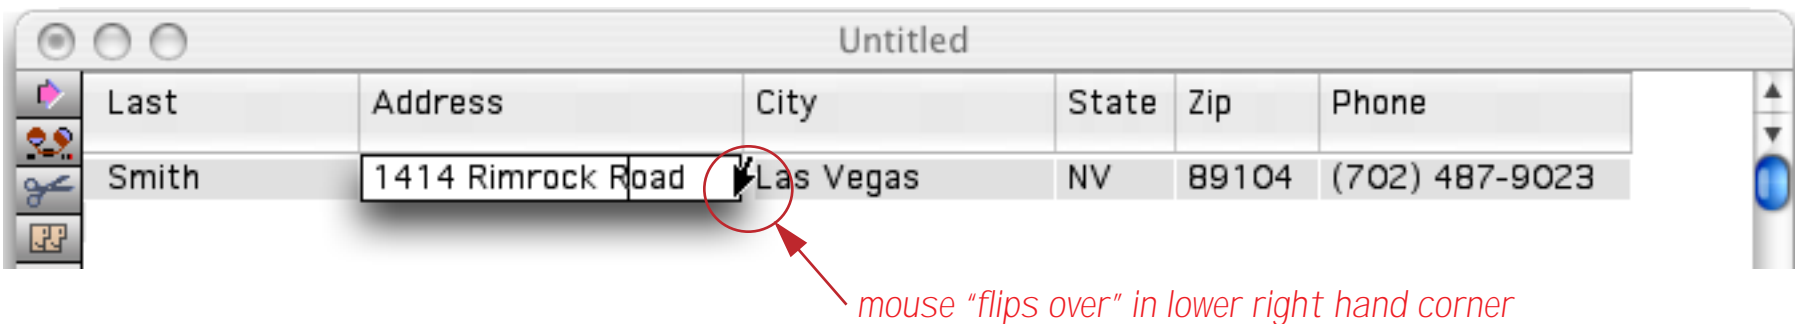 Untitled
Last Address City State Zip Phone
Smith 1414 Rimrock Road Las Vegas NV 89104 (702) 487-9023
mouse “flips over” in lower right hand corner